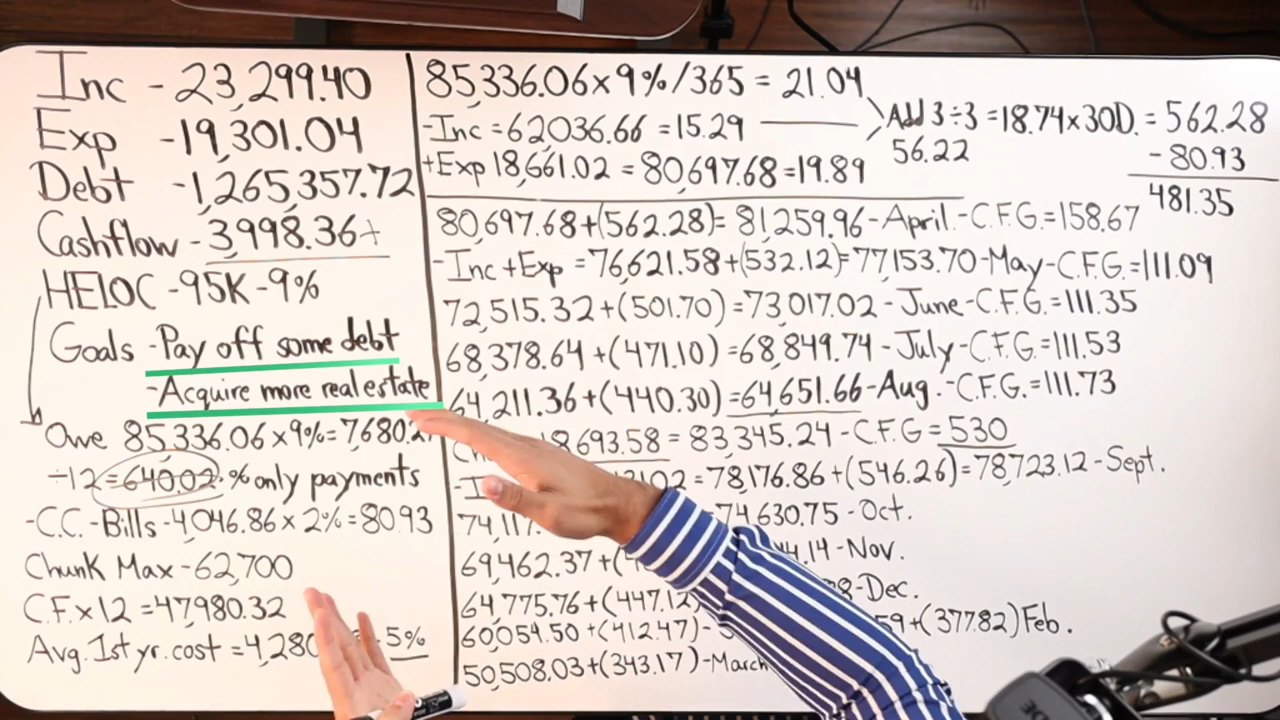 Inc - 23,299.40
Exp - 19,301.04
Debt - 1,265,357.72
Cashflow - 3,998.36+
HELOC - 95K - 9%
Goals - Pay off some debt
- Acquire more real estate
Owe 85,336.06 × 9% = 7,680.2
÷12 = 640.02 - % only payments
- C.C. - Bills - 4,046.86 × 2% = 80.93
Chunk Max - 62,700
C.F. × 12 = 47,980.32
Avg. 1st yr. cost = 4,280 5%
85,336.06 × 9% / 365 = 21.04
- Inc = 62,036.66 = 15.29
+ Exp 18,661.02 = 80,697.68 = 19.89
Add 3 ÷ 3 = 18.74 × 30D. = 562.28
56.22
- 80.93
481.35
80,697.68 + (562.28) = 81,259.96 - April - C.F.G. = 158.67
- Inc + Exp = 76,621.58 + (532.12) = 77,153.70 - May - C.F.G. = 111.09
72,515.32 + (501.70) = 73,017.02 - June - C.F.G. = 111.35
68,378.64 + (471.10) = 68,849.74 - July - C.F.G. = 111.53
64,211.36 + (440.30) = 64,651.66 - Aug. - C.F.G. = 111.73
18,693.58 = 83,345.24 - C.F.G = 530
02 = 78,176.86 + (546.26) = 78,723.12 - Sept.
74,117. 74,630.75 - Oct.
69,462.37 + ( 4.14 - Nov.
64,775.76 + (447.12) 8 - Dec.
60,054.50 + (412.47) - 59 + (377.82) Feb.
50,508.03 + (343.17) - March